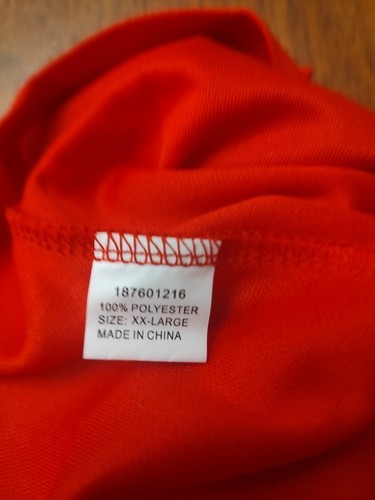 187601216
100% POLYESTER
SIZE: XX-LARGE
MADE IN CHINA